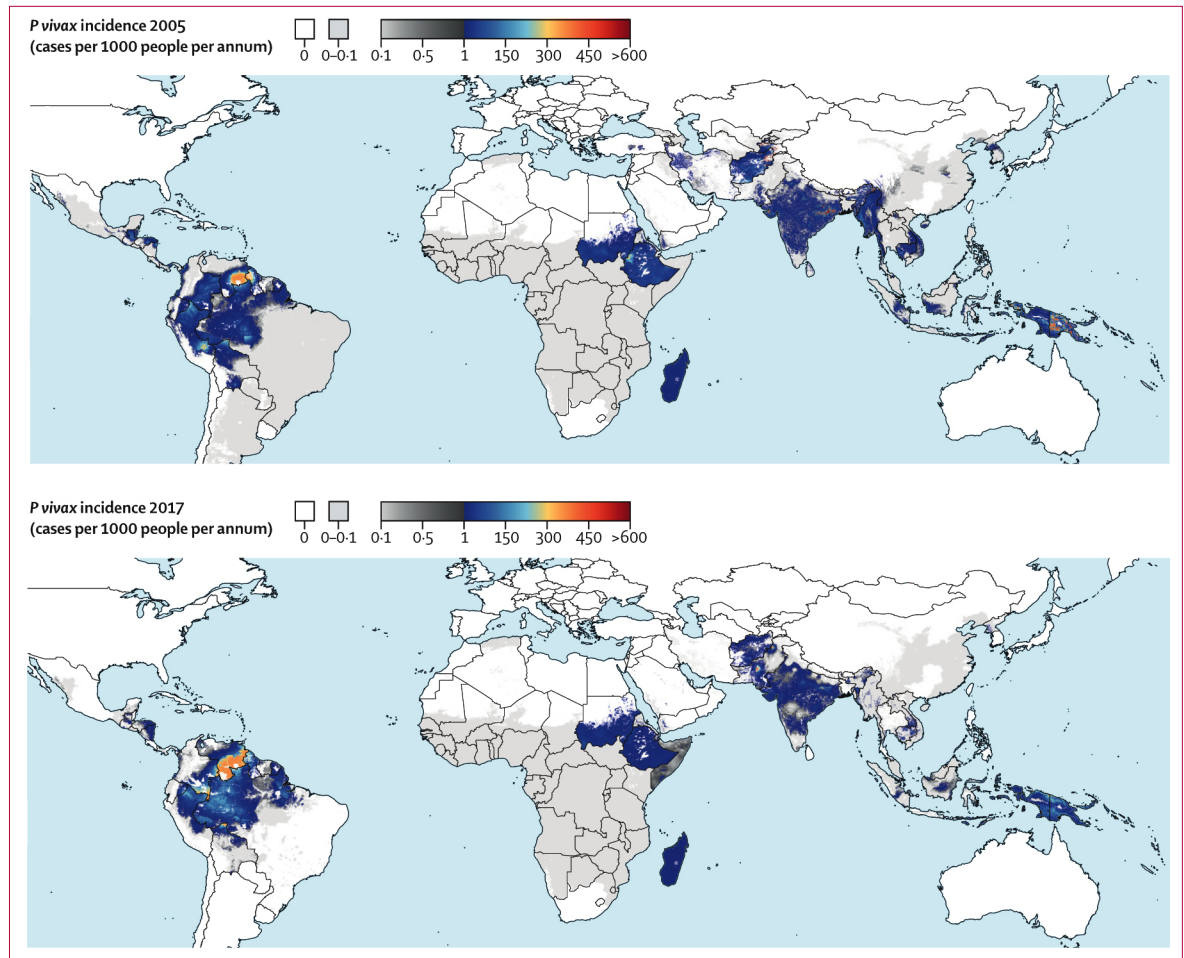 P vivax incidence 2005
(cases per 1000 people per annum)
0 0–0·1 0·1 0·5 1 150 300 450 >600
P vivax incidence 2017
(cases per 1000 people per annum)
0 0–0·1 0·1 0·5 1 150 300 450 >600